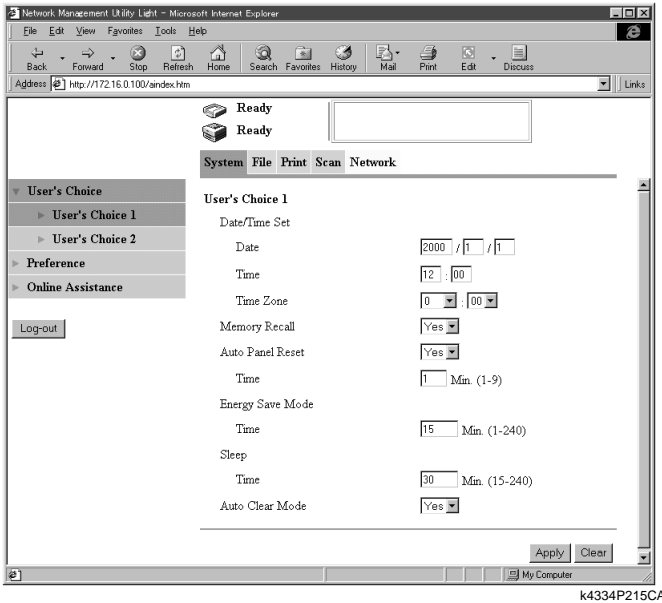 Network Management Utility Light - Microsoft Internet Explorer
File Edit View Favorites Tools Help
Back Forward Stop Refresh Home Search Favorites History Mail Print Edit Discuss
Address http://172.16.0.100/aindex.htm Links
Ready
Ready
System File Print Scan Network
User's Choice
User's Choice 1
User's Choice 2
Preference
Online Assistance
Log-out
User's Choice 1
Date/Time Set
Date 2000 / 1 / 1
Time 12 : 00
Time Zone 0 : 00
Memory Recall Yes
Auto Panel Reset Yes
Time 1 Min. (1-9)
Energy Save Mode
Time 15 Min. (1-240)
Sleep
Time 30 Min. (15-240)
Auto Clear Mode Yes
Apply Clear
My Computer
k4334P215CA